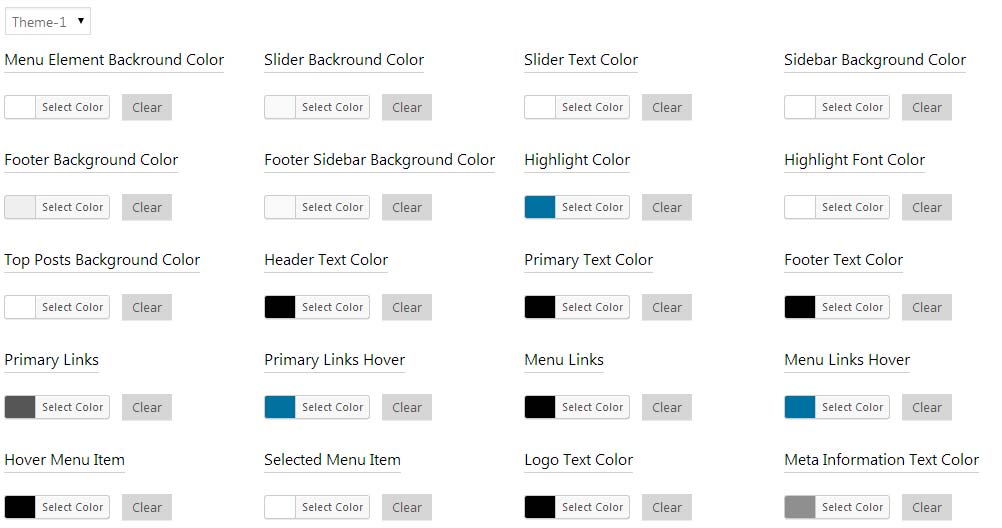 Theme-1
Menu Element Backround Color Slider Backround Color Slider Text Color Sidebar Background Color
Select Color Clear Select Color Clear Select Color Clear Select Color Clear
Footer Background Color Footer Sidebar Background Color Highlight Color Highlight Font Color
Select Color Clear Select Color Clear Select Color Clear Select Color Clear
Top Posts Background Color Header Text Color Primary Text Color Footer Text Color
Select Color Clear Select Color Clear Select Color Clear Select Color Clear
Primary Links Primary Links Hover Menu Links Menu Links Hover
Select Color Clear Select Color Clear Select Color Clear Select Color Clear
Hover Menu Item Selected Menu Item Logo Text Color Meta Information Text Color
Select Color Clear Select Color Clear Select Color Clear Select Color Clear